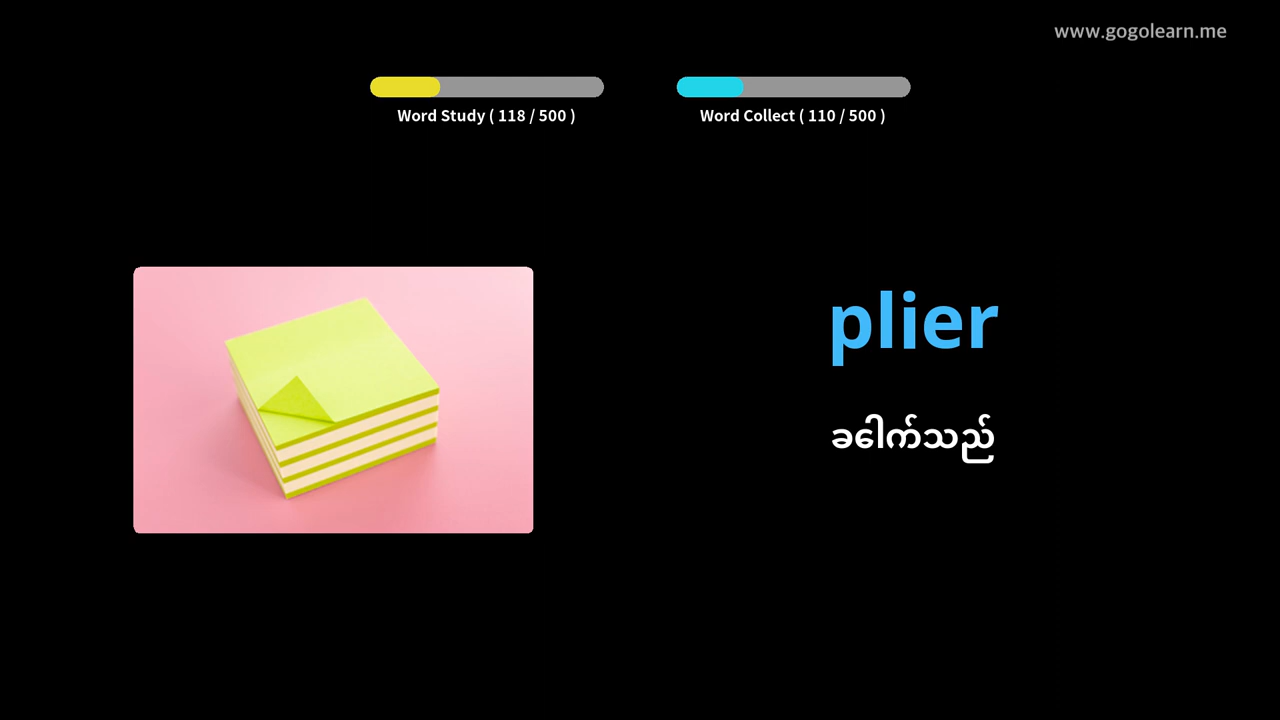 www.gogolearn.me
Word Study ( 118 / 500 )
Word Collect ( 110 / 500 )
plier
ခေါက်သည်